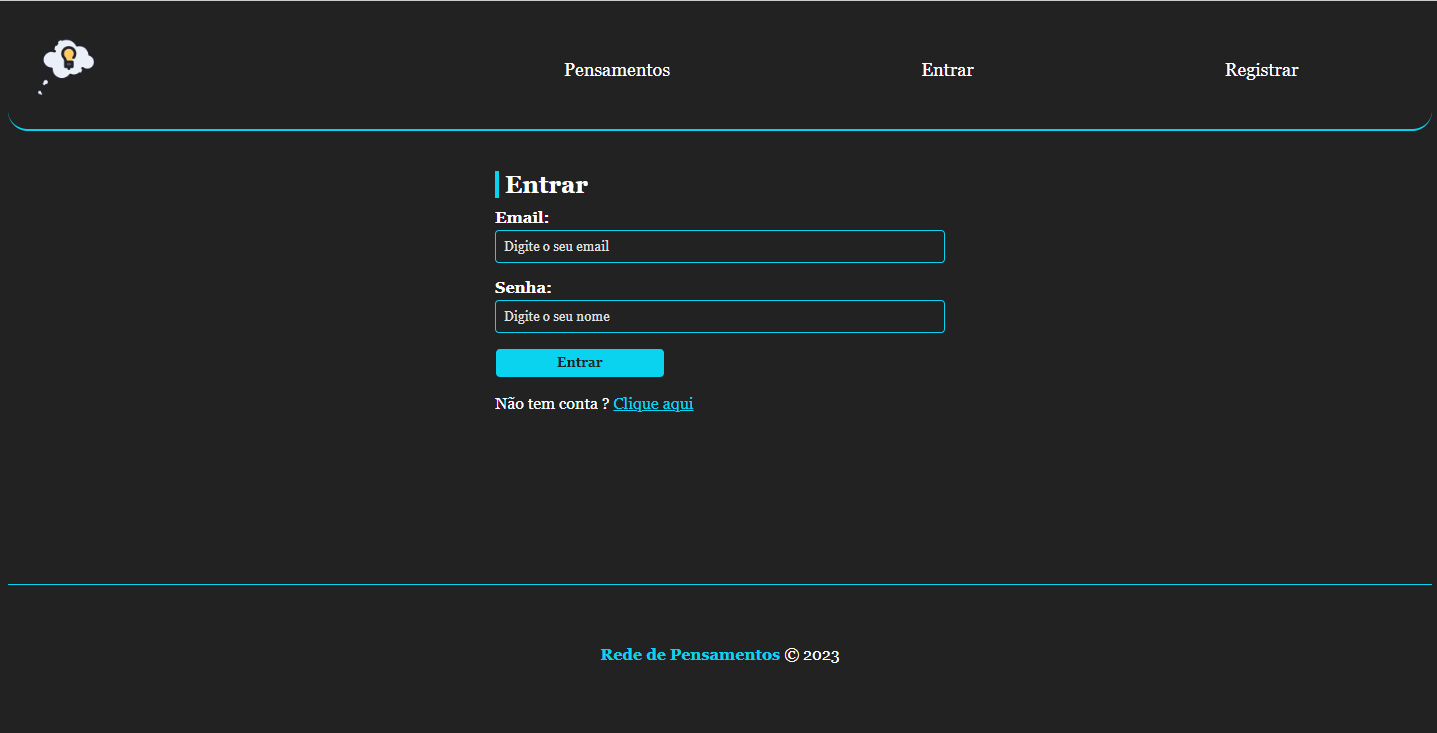 Pensamentos Entrar Registrar
Entrar
Email:
Digite o seu email
Senha:
Digite o seu nome
Entrar
Não tem conta ? Clique aqui
Rede de Pensamentos © 2023